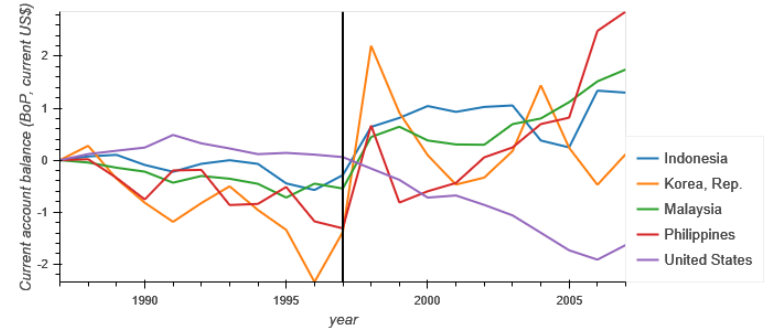 Current account balance (BoP, current US$)
2
1
0
-1
-2
1990
1995
2000
2005
year
Indonesia
Korea, Rep.
Malaysia
Philippines
United States